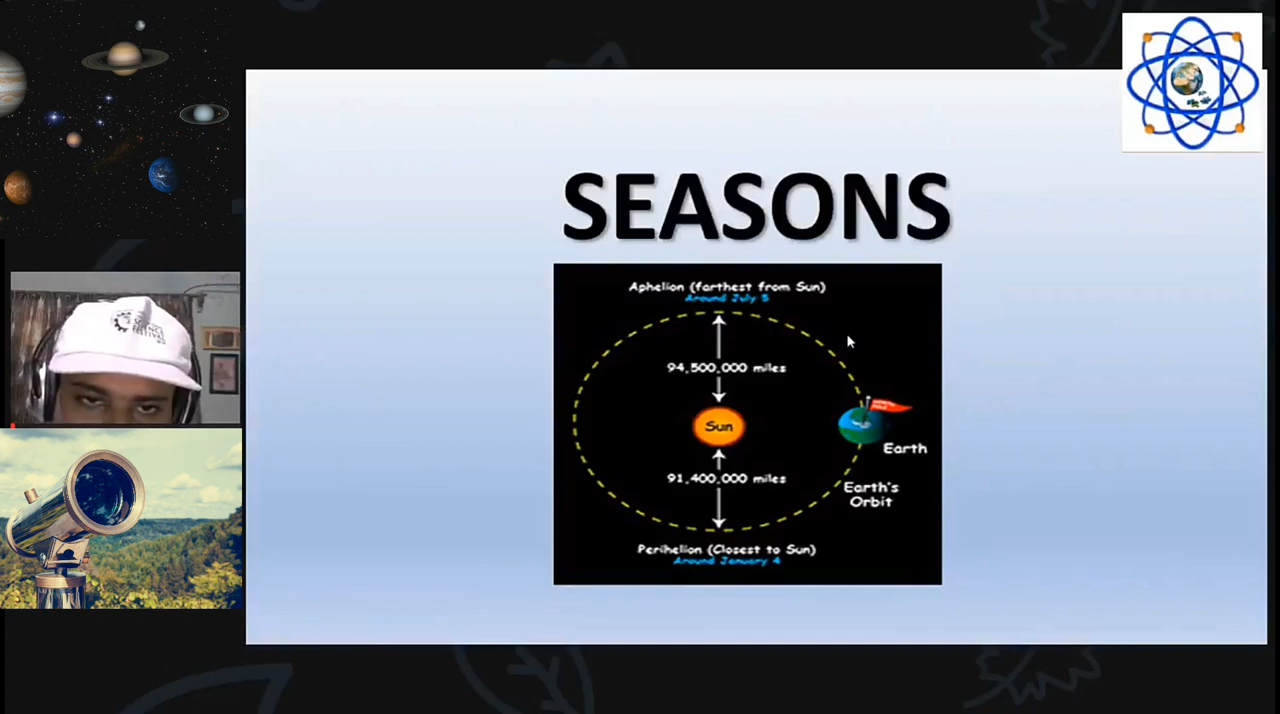 SEASONS
Aphelion (farthest from Sun)
Around July 5
94,500,000 miles
Sun
Earth
91,400,000 miles
Earth's
Orbit
Perihelion (Closest to Sun)
Around January 4